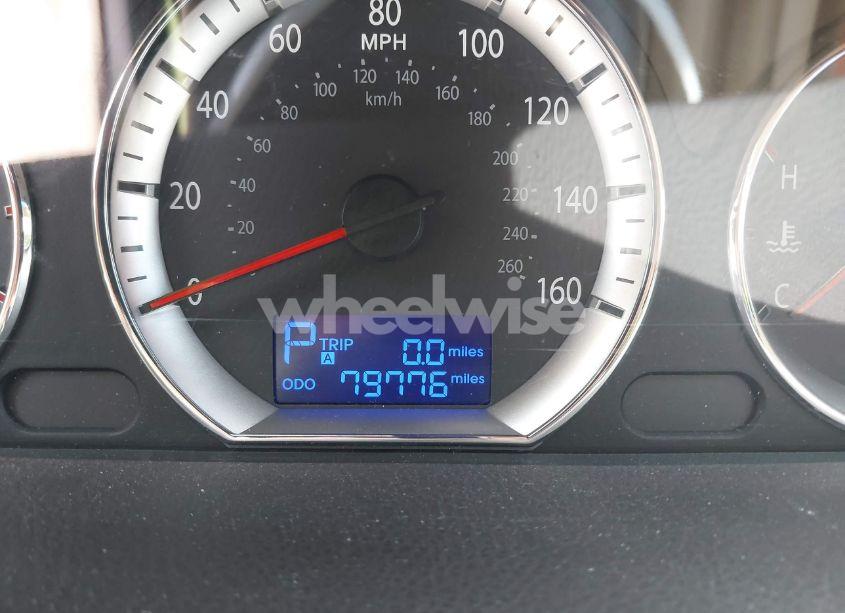 80
60 MPH 100
100 120 140 160
80 km/h 180
40 120
60 200
40 220
20 140
20 240
260
0 160
H
C
wheelwise
P TRIP A 0.0 miles
ODO 79776 miles